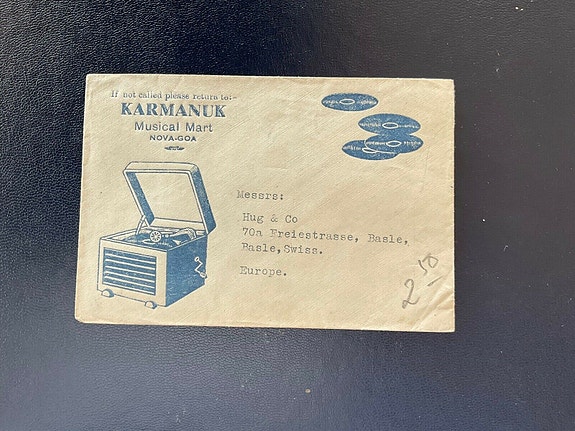 If not called please return to:-
KARMANUK
Musical Mart
NOVA-GOA
Messrs:
Hug & Co
70a Freiestrasse, Basle,
Basle,Swiss.
Europe.
2 50